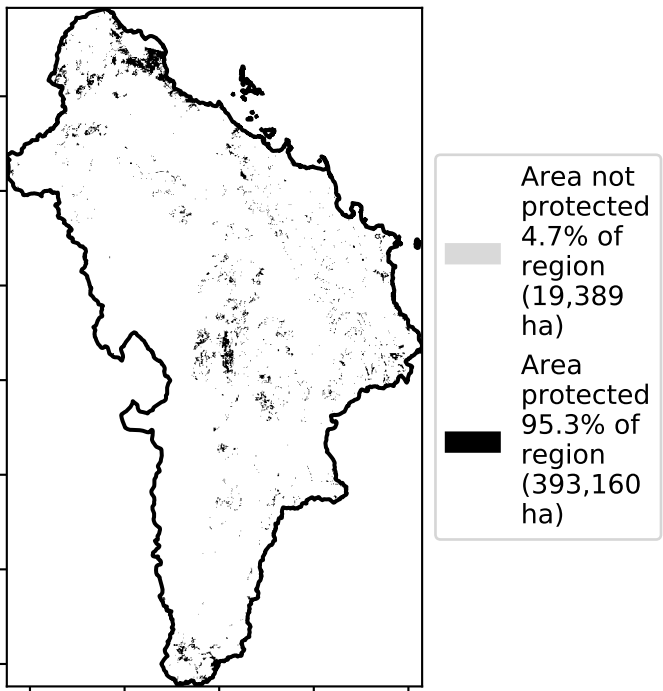 Area not
protected
4.7% of
region
(19,389
ha)
Area
protected
95.3% of
region
(393,160
ha)